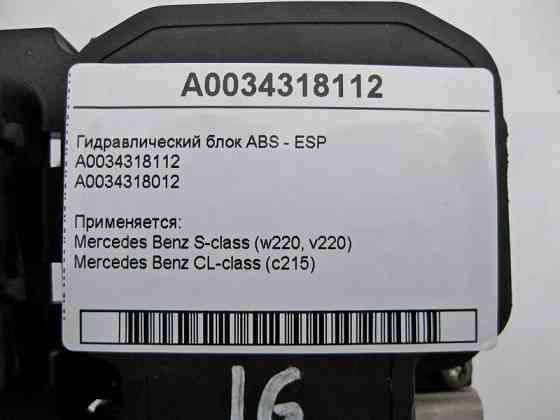 A0034318112
Гидравлический блок ABS - ESP
A0034318112
A0034318012
Применяется:
Mercedes Benz S-class (w220, v220)
Mercedes Benz CL-class (c215)
16